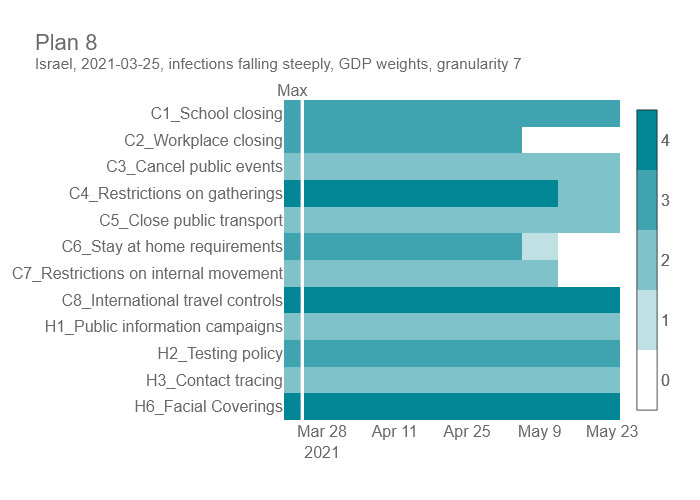 Plan 8
Israel, 2021-03-25, infections falling steeply, GDP weights, granularity 7
Max
C1_School closing
C2_Workplace closing
C3_Cancel public events
C4_Restrictions on gatherings
C5_Close public transport
C6_Stay at home requirements
C7_Restrictions on internal movement
C8_International travel controls
H1_Public information campaigns
H2_Testing policy
H3_Contact tracing
H6_Facial Coverings
4
3
2
1
0
Mar 28 Apr 11 Apr 25 May 9 May 23
2021